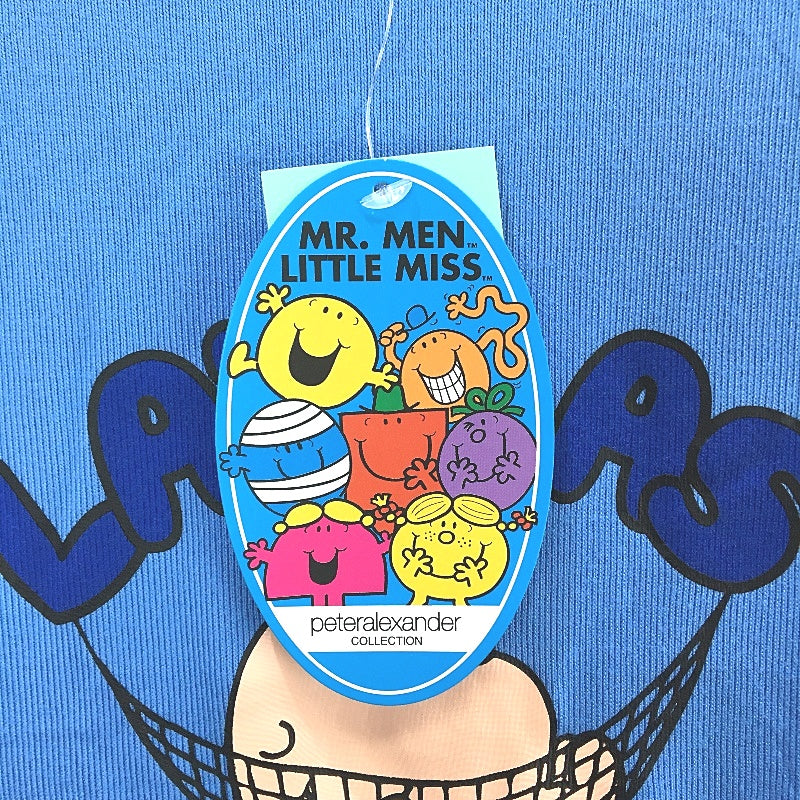 MR. MEN™
LITTLE MISS™
peteralexander
COLLECTION